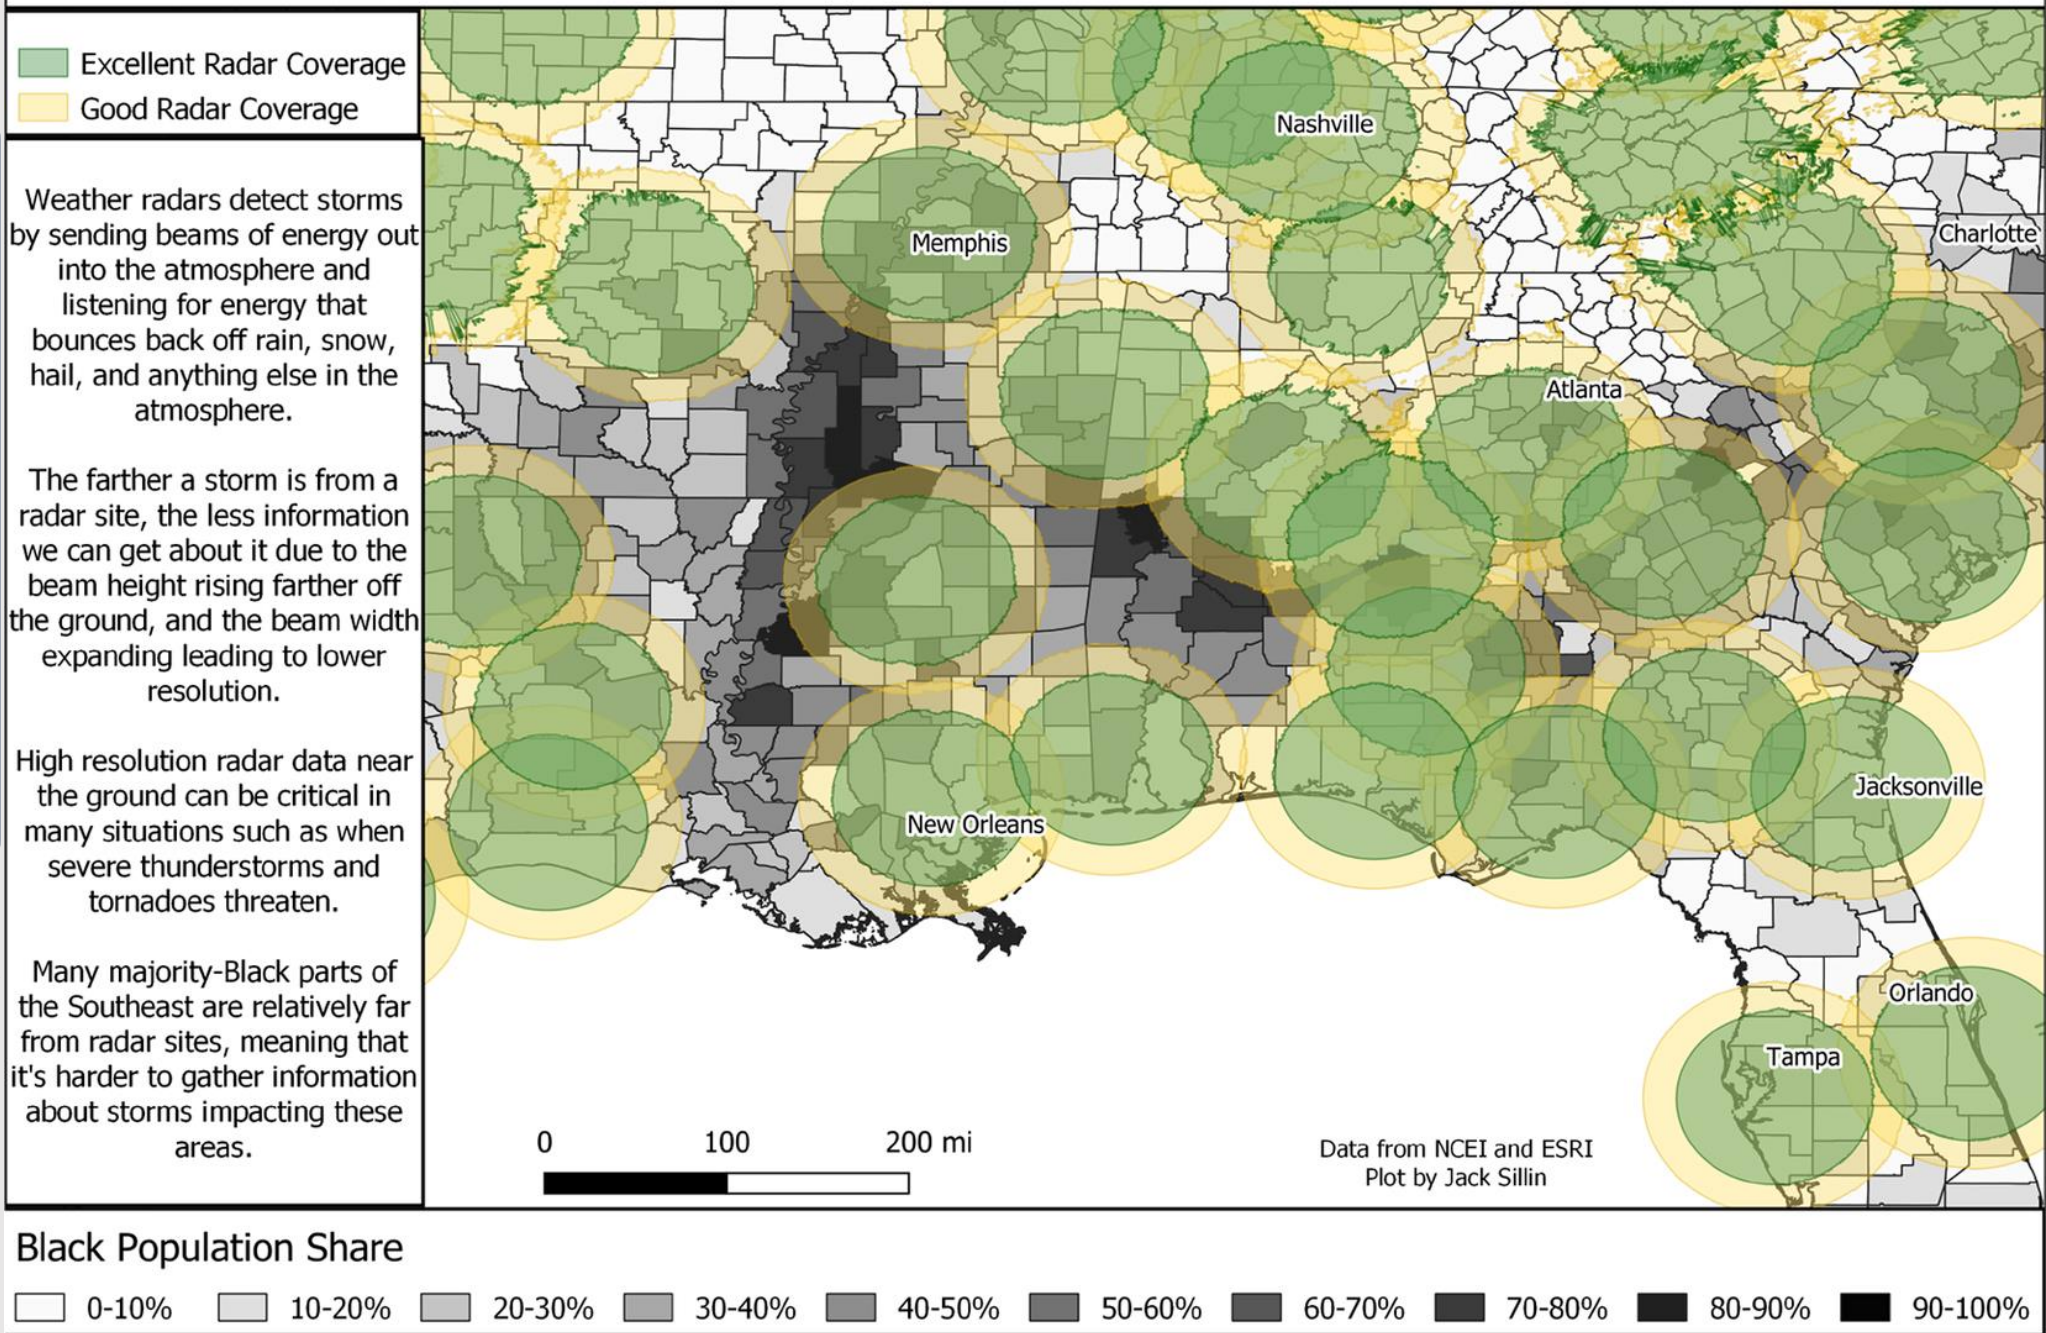 Excellent Radar Coverage
Good Radar Coverage
Weather radars detect storms
by sending beams of energy out
into the atmosphere and
listening for energy that
bounces back off rain, snow,
hail, and anything else in the
atmosphere.
The farther a storm is from a
radar site, the less information
we can get about it due to the
beam height rising farther off
the ground, and the beam width
expanding leading to lower
resolution.
High resolution radar data near
the ground can be critical in
many situations such as when
severe thunderstorms and
tornadoes threaten.
Many majority-Black parts of
the Southeast are relatively far
from radar sites, meaning that
it's harder to gather information
about storms impacting these
areas.
Nashville
Memphis
Charlotte
Atlanta
New Orleans
Jacksonville
Orlando
Tampa
0 100 200 mi
Data from NCEI and ESRI
Plot by Jack Sillin
Black Population Share
0-10% 10-20% 20-30% 30-40% 40-50% 50-60% 60-70% 70-80% 80-90% 90-100%